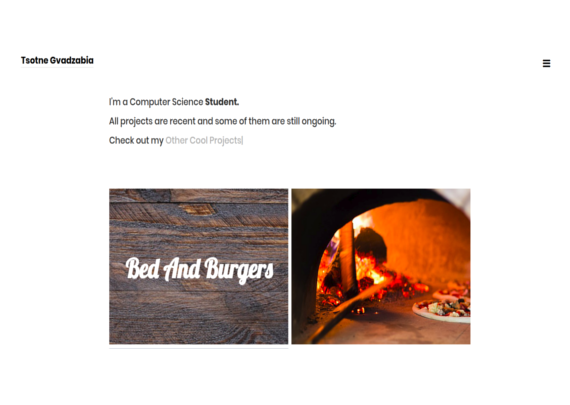 Tsotne Gvadzabia
I'm a Computer Science Student.
All projects are recent and some of them are still ongoing.
Check out my Other Cool Projects|
Bed And Burgers